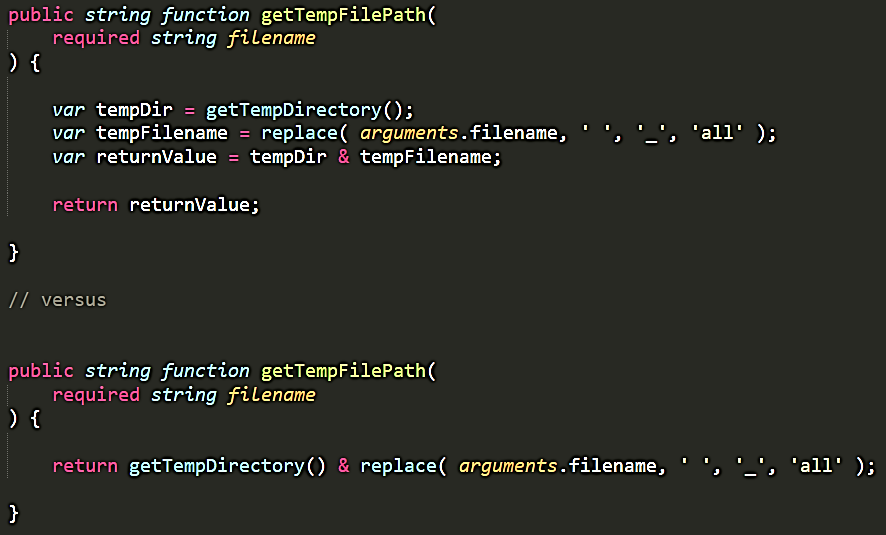 public string function getTempFilePath(
    required string filename
) {
    var tempDir = getTempDirectory();
    var tempFilename = replace( arguments.filename, ' ', '_', 'all' );
    var returnValue = tempDir & tempFilename;
    return returnValue;
}
// versus
public string function getTempFilePath(
    required string filename
) {
    return getTempDirectory() & replace( arguments.filename, ' ', '_', 'all' );
}